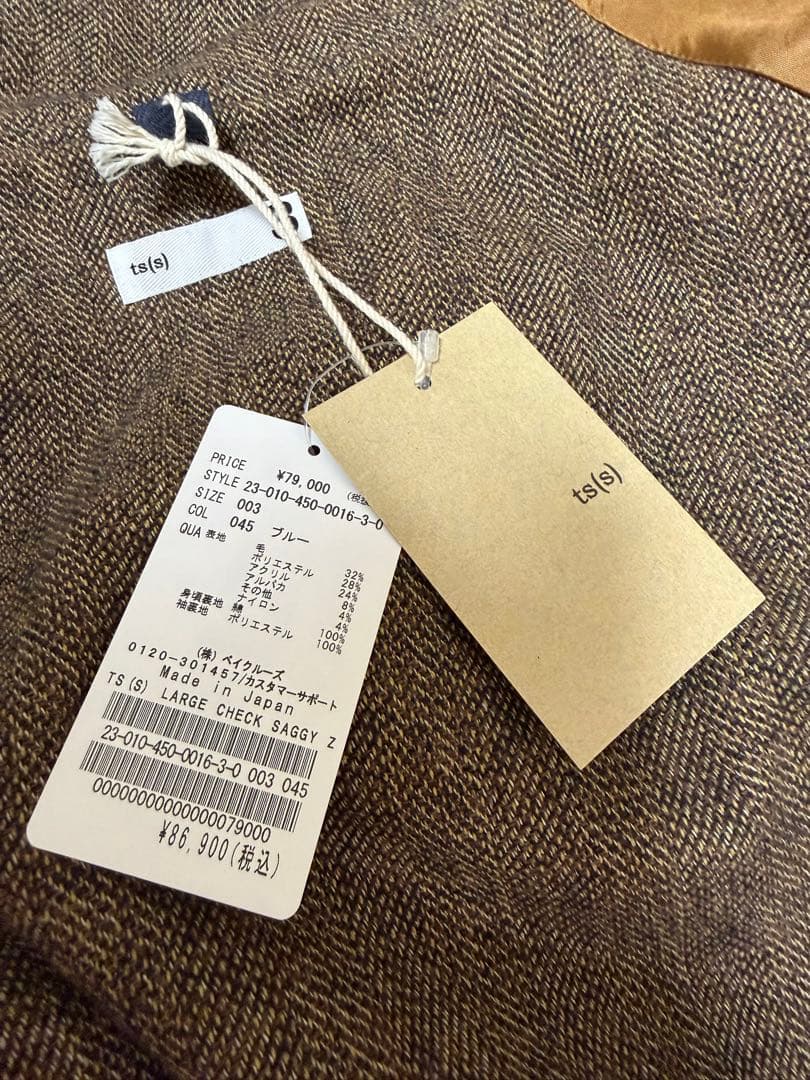 ts(s)
3
ts(s)
PRICE ¥79,000
STYLE 23-010-450-0016-3-0
SIZE 003
COL 045 ブルー
QUA 表地 毛 32%
ポリエステル 28%
アクリル 24%
アルパカ 8%
その他 4%
ナイロン 4%
身頃裏地 綿 100%
袖裏地 ポリエステル 100%
(株) ベイクルーズ
0120-301457/カスタマーサポート
Made in Japan
TS(S) LARGE CHECK SAGGY Z
23-010-450-0016-3-0 003 045
0000000000000000079000
¥86,900(税込)